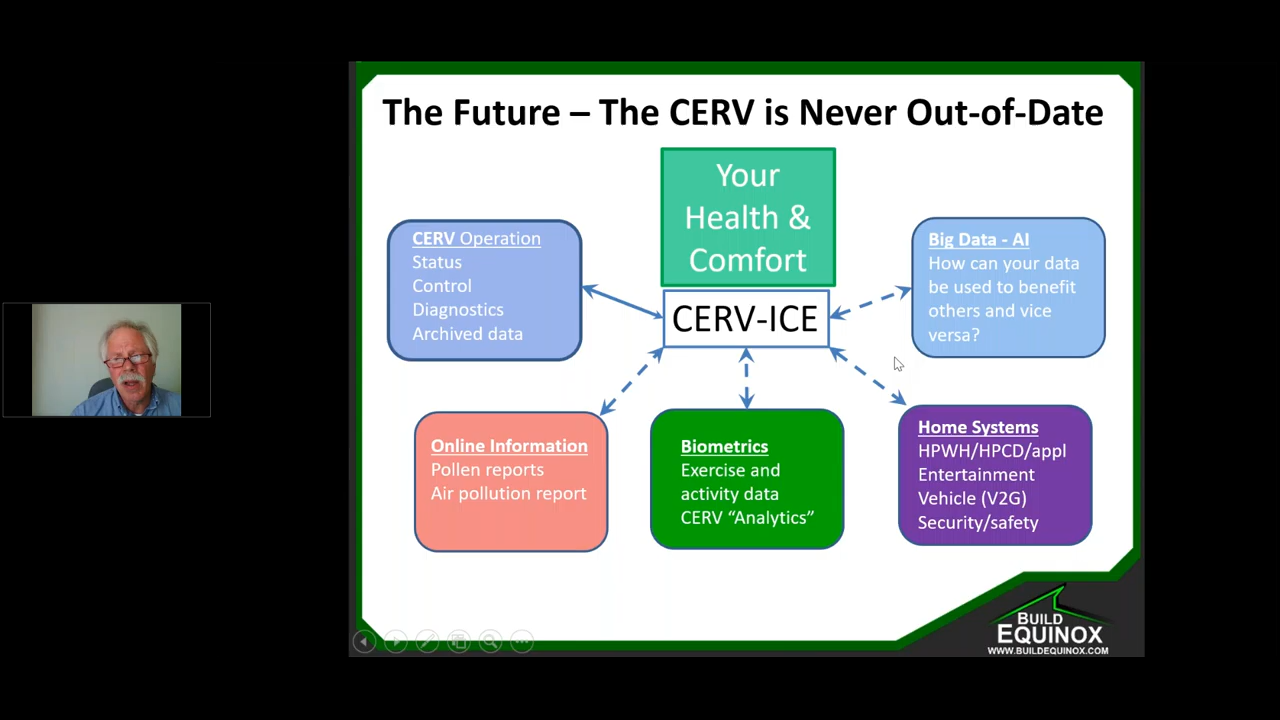 The Future – The CERV is Never Out-of-Date
Your
Health &
Comfort
CERV-ICE
CERV Operation
Status
Control
Diagnostics
Archived data
Big Data - AI
How can your data
be used to benefit
others and vice
versa?
Online Information
Pollen reports
Air pollution report
Biometrics
Exercise and
activity data
CERV “Analytics”
Home Systems
HPWH/HPCD/appl
Entertainment
Vehicle (V2G)
Security/safety
BUILD
EQUINOX
WWW.BUILDEQUINOX.COM